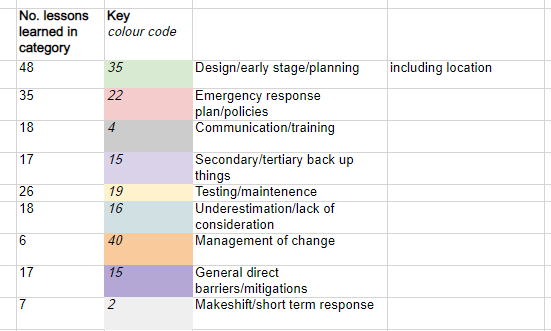 No. lessons learned in category Key colour code
48 35 Design/early stage/planning including location
35 22 Emergency response plan/policies
18 4 Communication/training
17 15 Secondary/tertiary back up things
26 19 Testing/maintenence
18 16 Underestimation/lack of consideration
6 40 Management of change
17 15 General direct barriers/mitigations
7 2 Makeshift/short term response